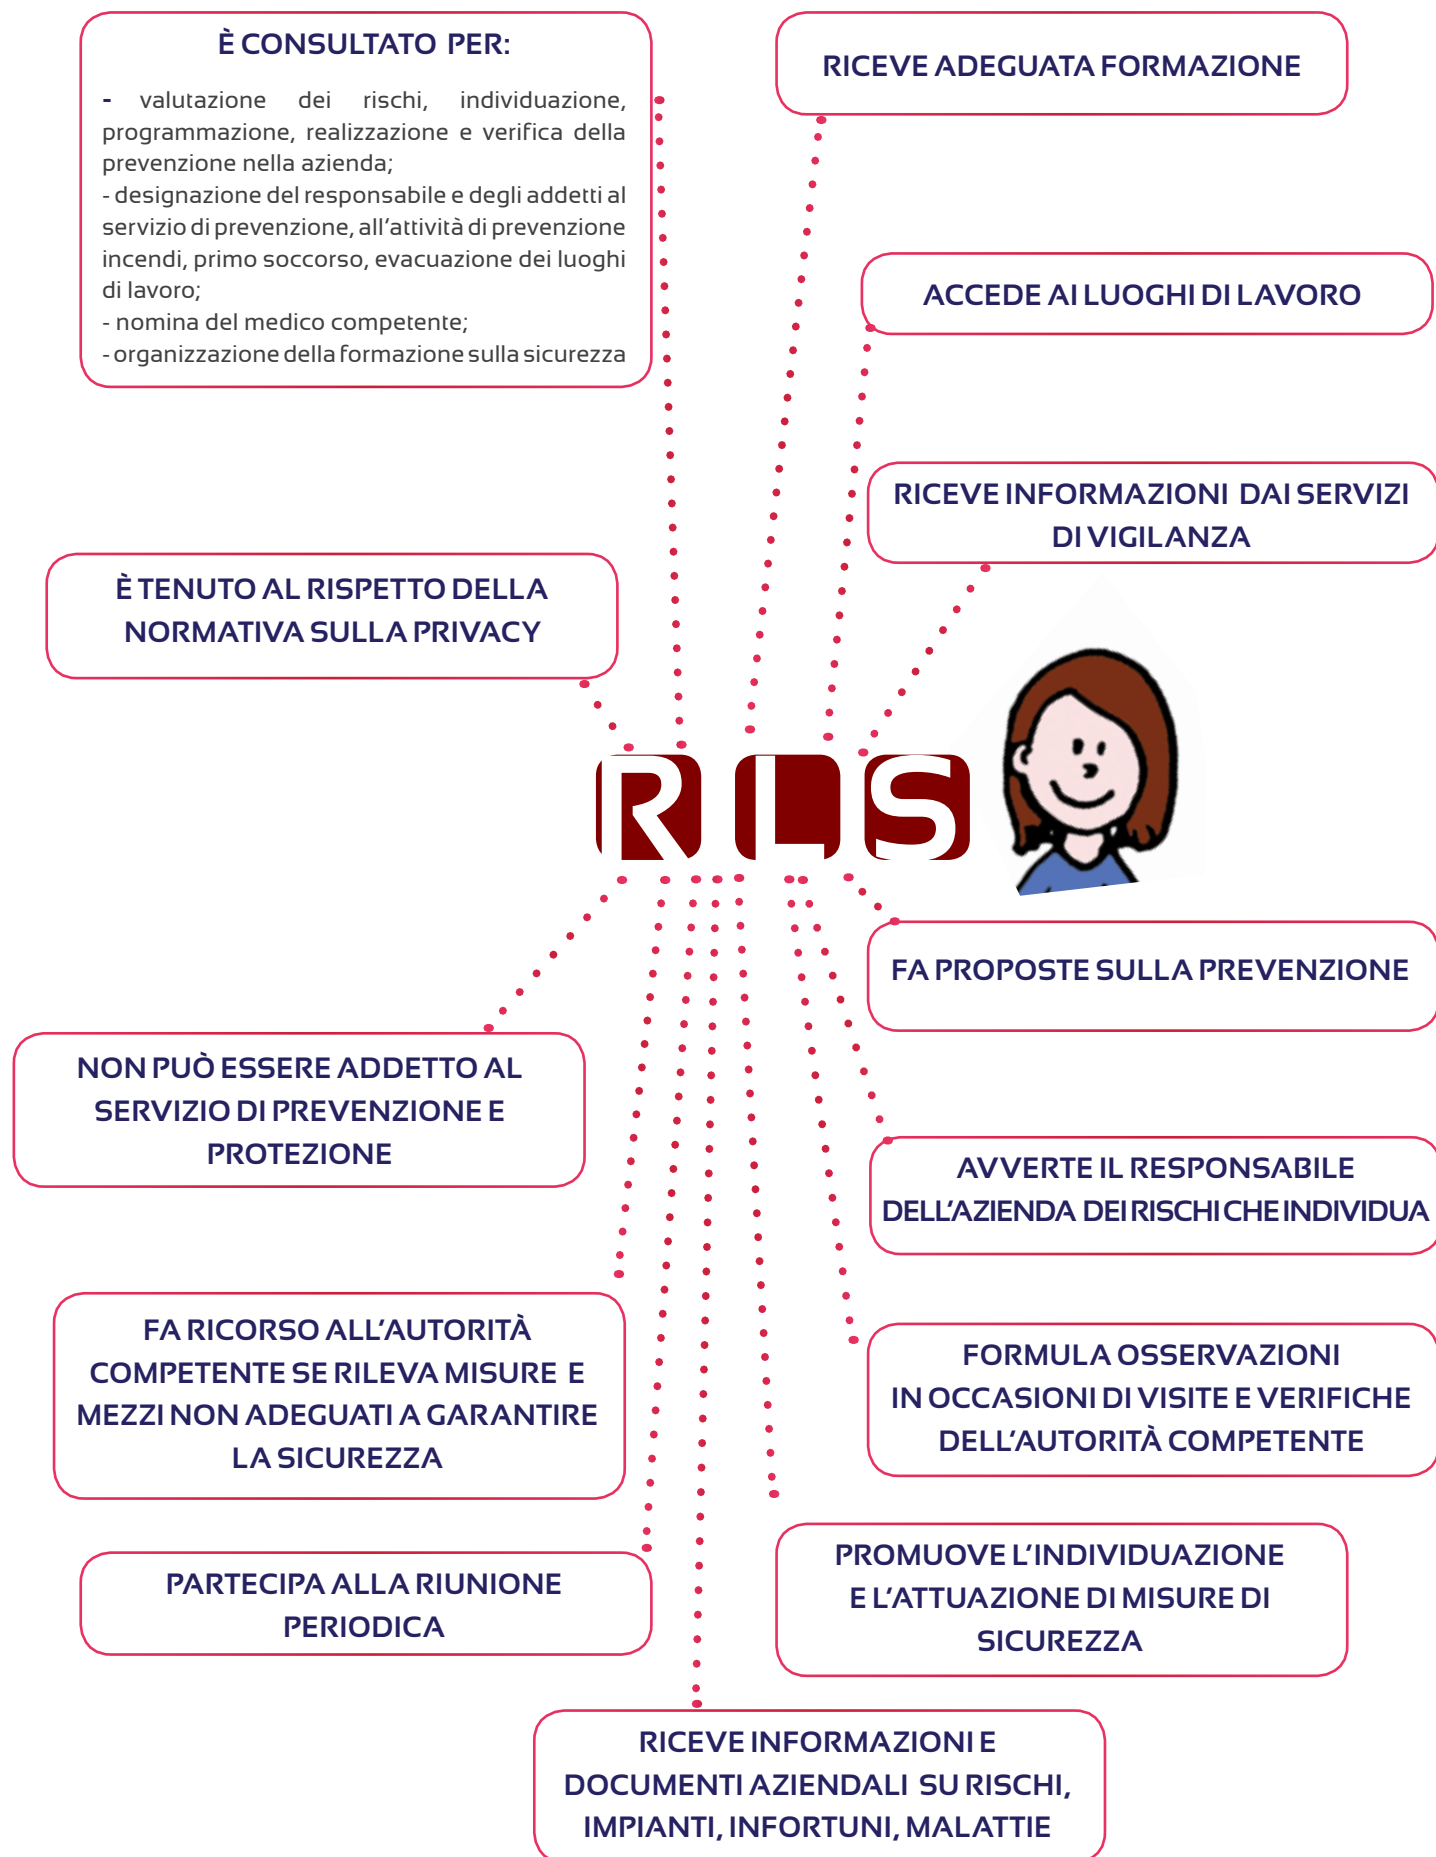 È CONSULTATO PER:
- valutazione dei rischi, individuazione,
programmazione, realizzazione e verifica della
prevenzione nella azienda;
- designazione del responsabile e degli addetti al
servizio di prevenzione, all'attività di prevenzione
incendi, primo soccorso, evacuazione dei luoghi
di lavoro;
- nomina del medico competente;
- organizzazione della formazione sulla sicurezza
RICEVE ADEGUATA FORMAZIONE
ACCEDE AI LUOGHI DI LAVORO
RICEVE INFORMAZIONI DAI SERVIZI
DI VIGILANZA
È TENUTO AL RISPETTO DELLA
NORMATIVA SULLA PRIVACY
RLS
FA PROPOSTE SULLA PREVENZIONE
NON PUÒ ESSERE ADDETTO AL
SERVIZIO DI PREVENZIONE E
PROTEZIONE
AVVERTE IL RESPONSABILE
DELL'AZIENDA DEI RISCHI CHE INDIVIDUA
FA RICORSO ALL'AUTORITÀ
COMPETENTE SE RILEVA MISURE E
MEZZI NON ADEGUATI A GARANTIRE
LA SICUREZZA
FORMULA OSSERVAZIONI
IN OCCASIONI DI VISITE E VERIFICHE
DELL'AUTORITÀ COMPETENTE
PARTECIPA ALLA RIUNIONE
PERIODICA
PROMUOVE L'INDIVIDUAZIONE
E L'ATTUAZIONE DI MISURE DI
SICUREZZA
RICEVE INFORMAZIONI E
DOCUMENTI AZIENDALI SU RISCHI,
IMPIANTI, INFORTUNI, MALATTIE